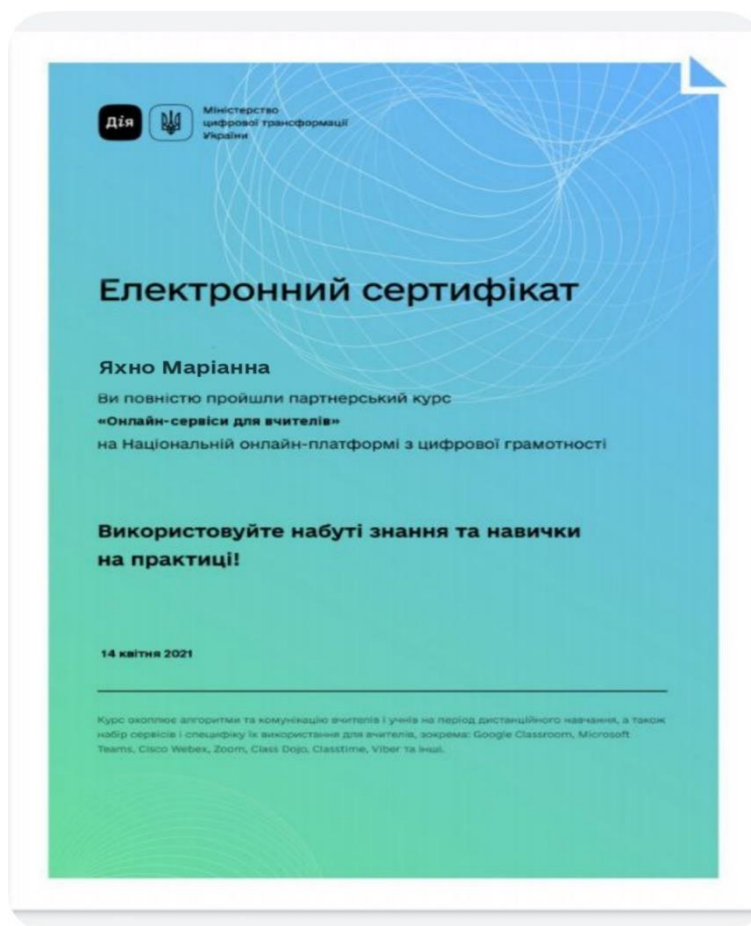 Дія
Міністерство
цифрової трансформації
України
Електронний сертифікат
Яхно Маріанна
Ви повністю пройшли партнерський курс
«Онлайн-сервіси для вчителів»
на Національній онлайн-платформі з цифрової грамотності
Використовуйте набуті знання та навички
на практиці!
14 квітня 2021
Курс охоплює алгоритми та комунікацію вчителів і учнів на період дистанційного навчання, а також
набір сервісів і специфіку їх використання для вчителів, зокрема: Google Classroom, Microsoft
Teams, Cisco Webex, Zoom, Class Dojo, Classtime, Viber та інші.